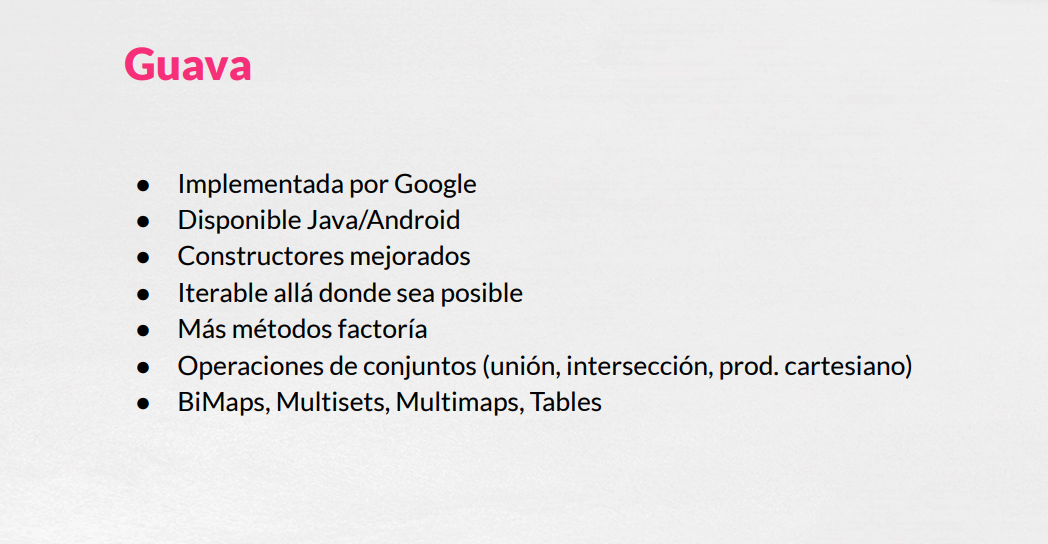 Guava
● Implementada por Google
● Disponible Java/Android
● Constructores mejorados
● Iterable allá donde sea posible
● Más métodos factoría
● Operaciones de conjuntos (unión, intersección, prod. cartesiano)
● BiMaps, Multisets, Multimaps, Tables